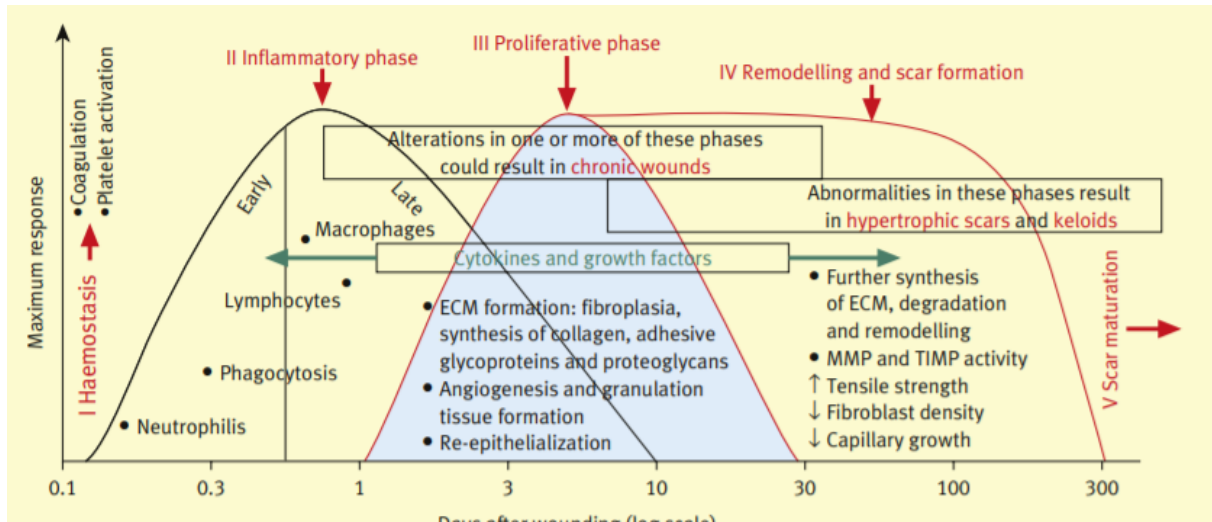 II Inflammatory phase
III Proliferative phase
IV Remodelling and scar formation
Maximum response
I Haemostasis
•Coagulation
•Platelet activation
Early
Late
Alterations in one or more of these phases
could result in chronic wounds
Abnormalities in these phases result
in hypertrophic scars and keloids
• Macrophages
Cytokines and growth factors
Lymphocytes •
• Phagocytosis
• Neutrophilis
• ECM formation: fibroplasia,
synthesis of collagen, adhesive
glycoproteins and proteoglycans
• Angiogenesis and granulation
tissue formation
• Re-epithelialization
• Further synthesis
of ECM, degradation
and remodelling
• MMP and TIMP activity
↑ Tensile strength
↓ Fibroblast density
↓ Capillary growth
V Scar maturation
0.1 0.3 1 3 10 30 100 300
Days after wounding (log scale)